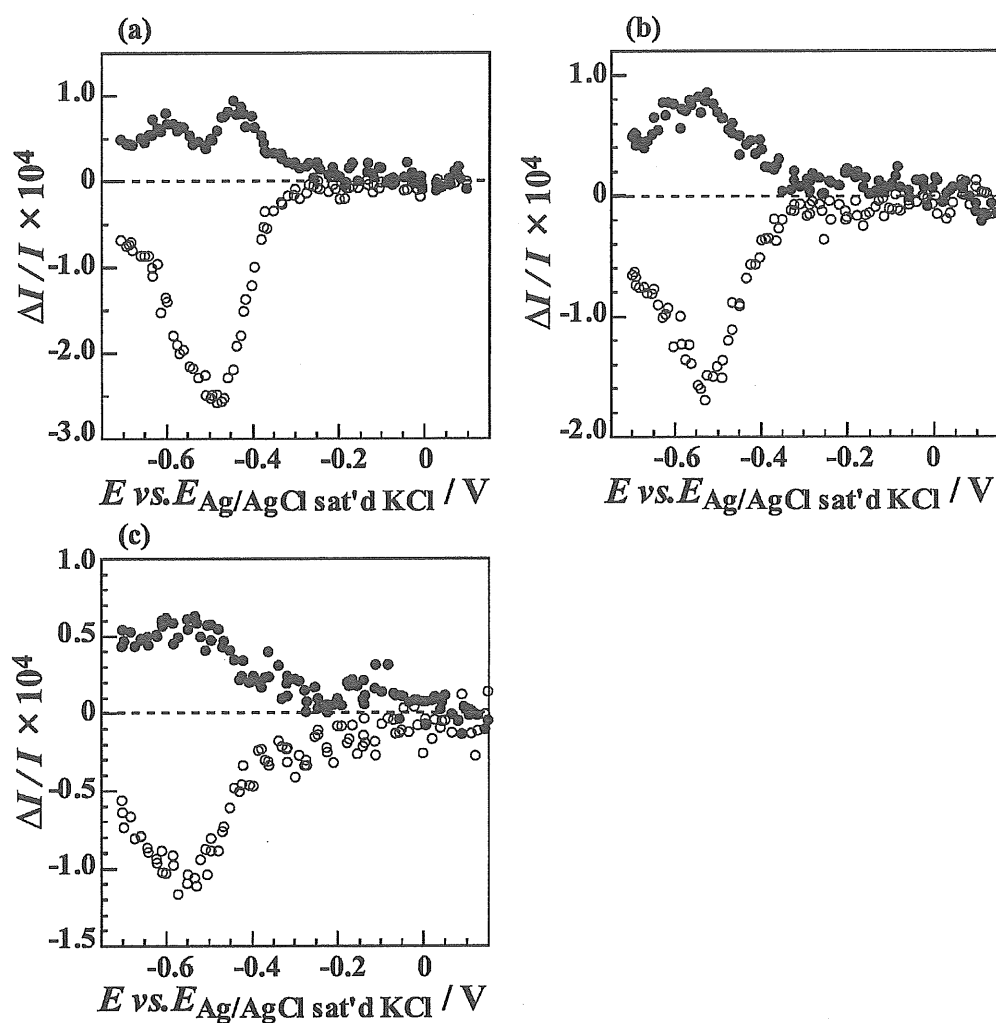 (a)
ΔI/I × 10⁴
1.0
0
-1.0
-2.0
-3.0
-0.6 -0.4 -0.2 0
E vs. E Ag/AgCl sat'd KCl / V
(b)
ΔI/I × 10⁴
1.0
0
-1.0
-2.0
-0.6 -0.4 -0.2 0
E vs. E Ag/AgCl sat'd KCl / V
(c)
ΔI/I × 10⁴
1.0
0.5
0
-0.5
-1.0
-1.5
-0.6 -0.4 -0.2 0
E vs. E Ag/AgCl sat'd KCl / V